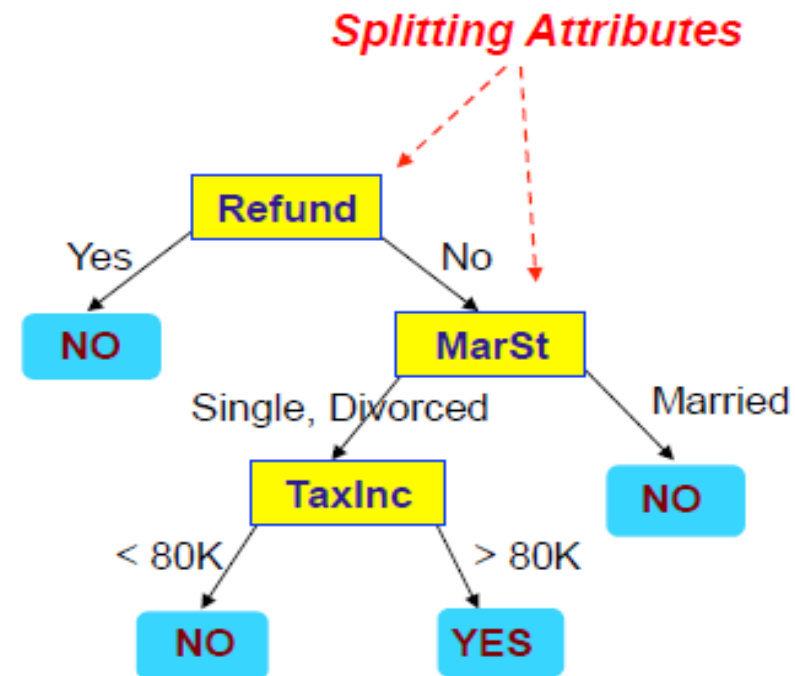 Splitting Attributes
Refund
Yes
No
NO
MarSt
Single, Divorced
Married
TaxInc
NO
< 80K
> 80K
NO
YES